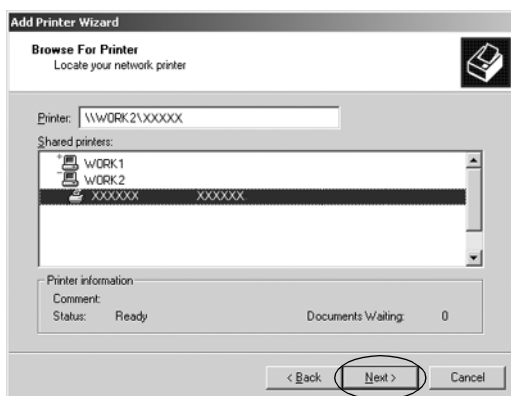 Add Printer Wizard
Browse For Printer
Locate your network printer
Printer: \\WORK2\XXXXX
Shared printers:
WORK1
WORK2
XXXXXX XXXXXX
Printer information
Comment:
Status: Ready Documents Waiting: 0
< Back Next > Cancel